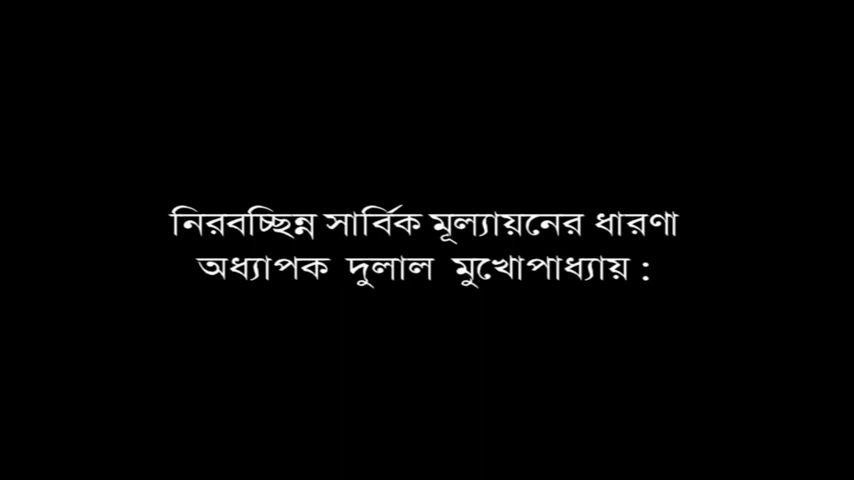 নিরবচ্ছিন্ন সার্বিক মূল্যায়নের ধারণা
অধ্যাপক দুলাল মুখোপাধ্যায় :